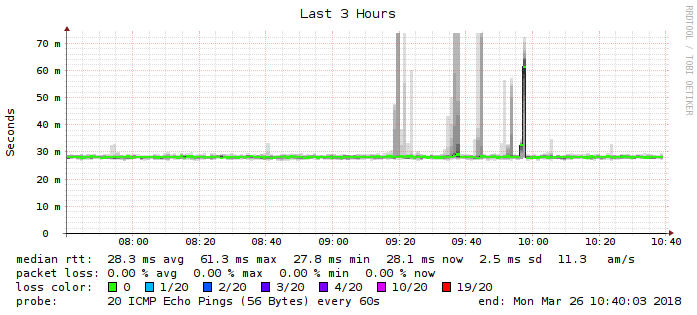 Last 3 Hours
RRDTOOL / TOBI OETIKER
Seconds
70 m
60 m
50 m
40 m
30 m
20 m
10 m
0
08:00 08:20 08:40 09:00 09:20 09:40 10:00 10:20 10:40
median rtt: 28.3 ms avg 61.3 ms max 27.8 ms min 28.1 ms now 2.5 ms sd 11.3 am/s
packet loss: 0.00 % avg 0.00 % max 0.00 % min 0.00 % now
loss color: 0 1/20 2/20 3/20 4/20 10/20 19/20
probe: 20 ICMP Echo Pings (56 Bytes) every 60s end: Mon Mar 26 10:40:03 2018